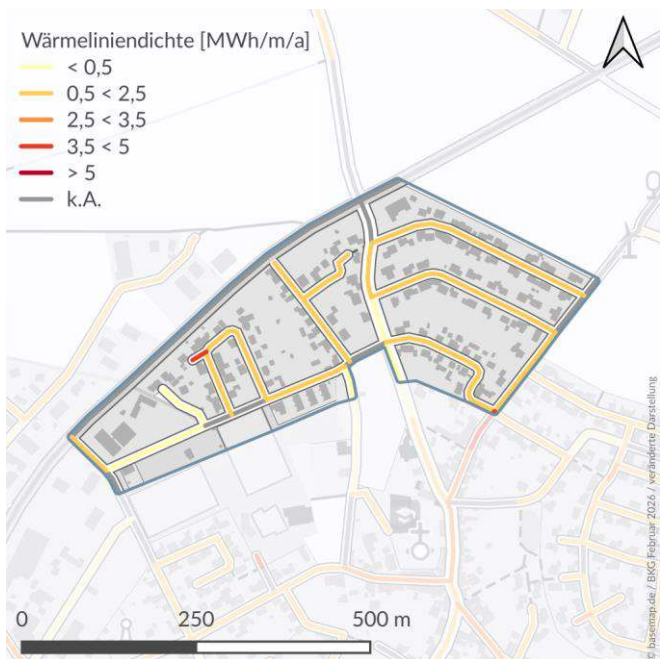 Wärmeliniendichte [MWh/m/a]
< 0,5
0,5 < 2,5
2,5 < 3,5
3,5 < 5
> 5
k.A.
0 250 500 m
© basemap.de / BKG Februar 2026 / veränderte Darstellung